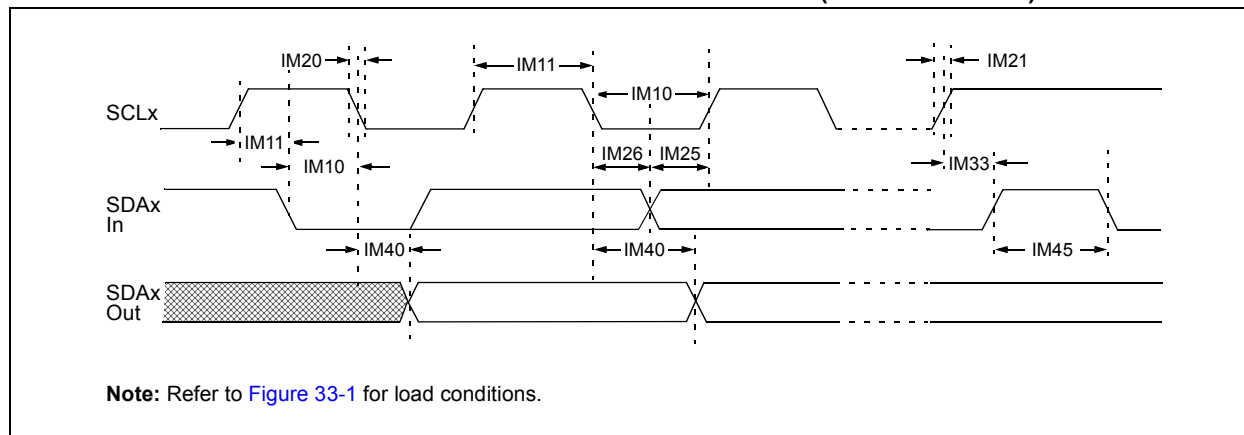 IM20
IM11
IM21
IM10
SCLx
IM11
IM26
IM25
IM10
IM33
SDAx
In
IM40
IM40
IM45
SDAx
Out
Note: Refer to Figure 33-1 for load conditions.